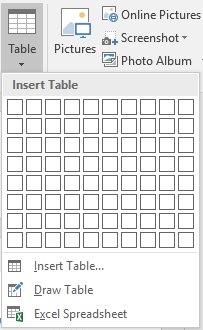 Table
Pictures
Online Pictures
Screenshot
Photo Album
Insert Table
Insert Table...
Draw Table
Excel Spreadsheet